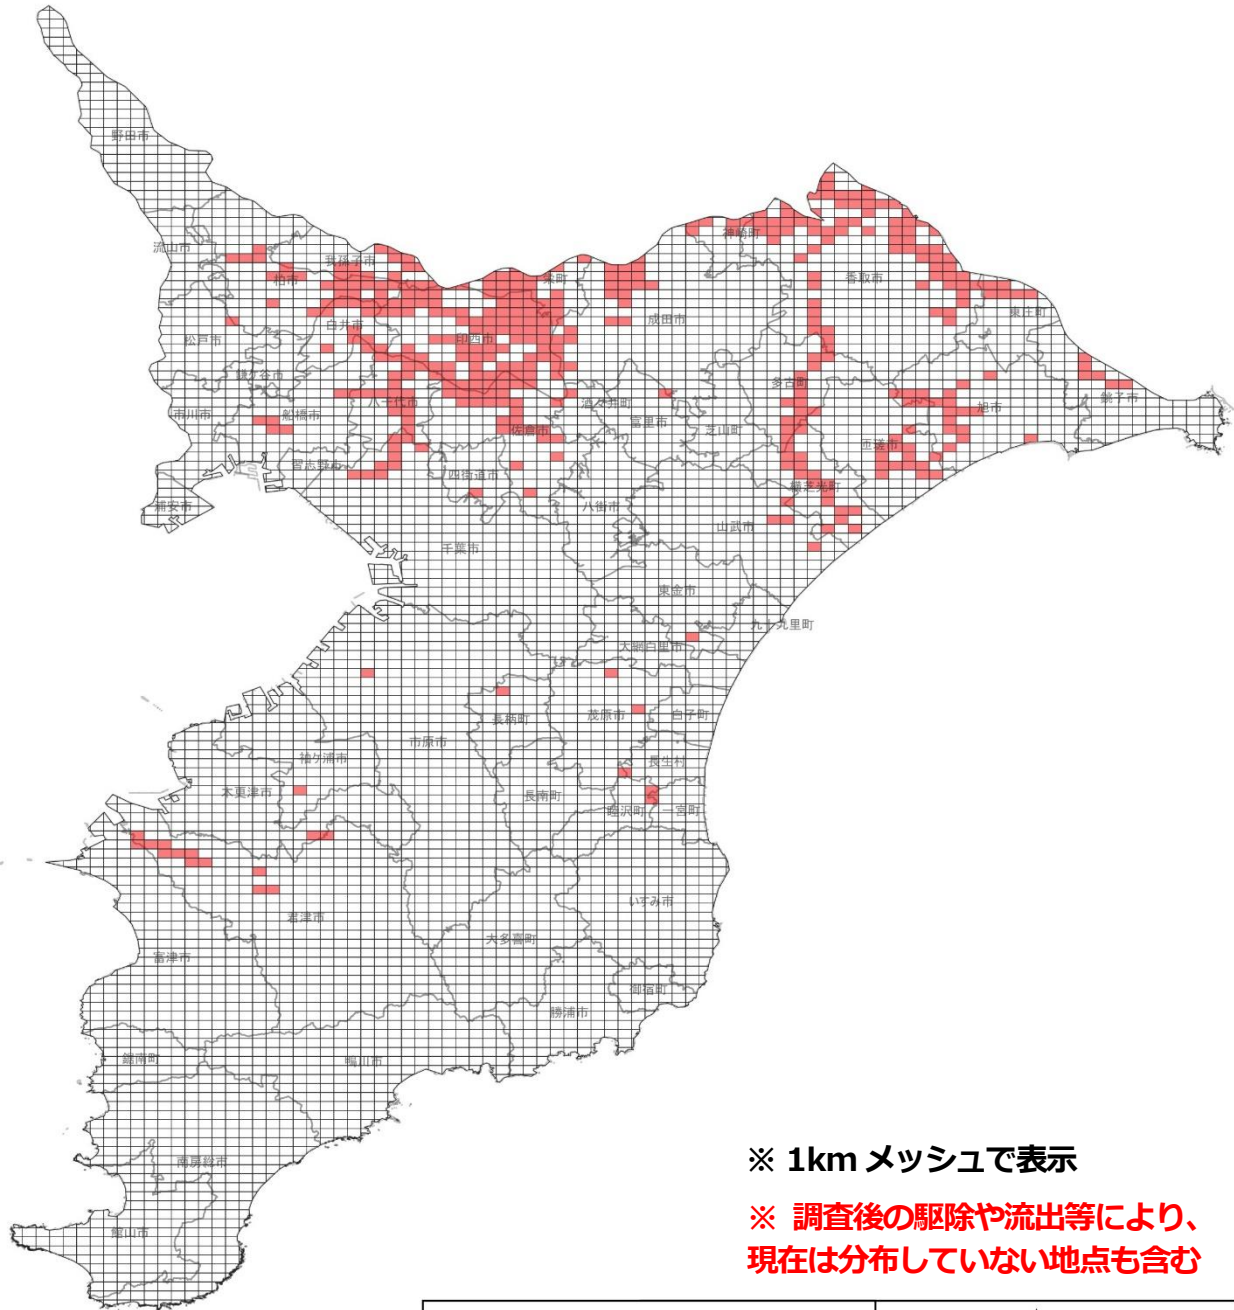 野田市
流山市
神崎町
我孫子市
柏市
栄町
香取市
東庄町
白井市
成田市
印西市
松戸市
鎌ケ谷市
多古町
銚子市
八千代市
酒々井町
旭市
市川市
船橋市
富里市
芝山町
佐倉市
匝瑳市
習志野市
四街道市
横芝光町
浦安市
八街市
山武市
千葉市
東金市
九十九里町
大網白里市
長柄町
茂原市
白子町
市原市
袖ケ浦市
長生村
木更津市
長南町
睦沢町
一宮町
いすみ市
君津市
大多喜町
富津市
御宿町
勝浦市
鋸南町
鴨川市
※ 1km メッシュで表示
南房総市
※ 調査後の駆除や流出等により、
館山市
現在は分布していない地点も含む